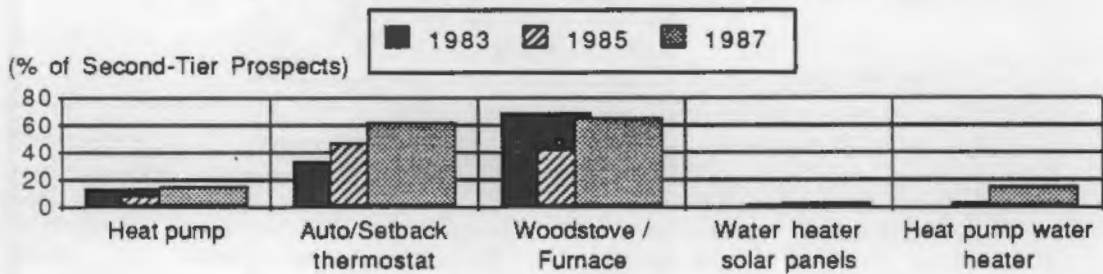 1983 1985 1987
(% of Second-Tier Prospects)
80
60
40
20
0
Heat pump Auto/Setback Woodstove / Water heater Heat pump water
thermostat Furnace solar panels heater